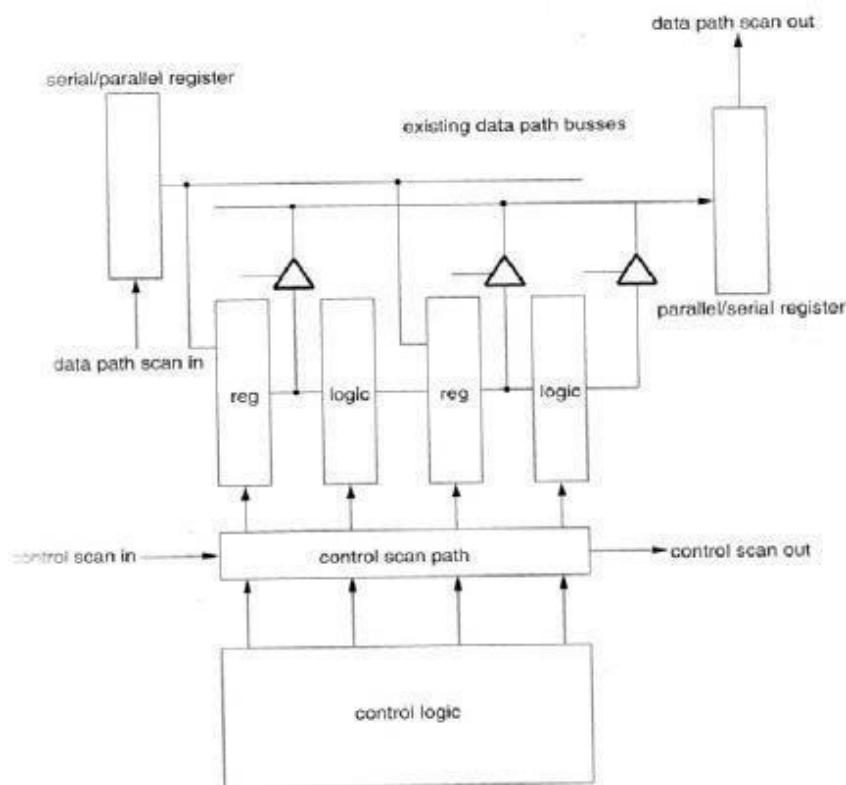 data path scan out
serial/parallel register
existing data path busses
parallel/serial register
data path scan in
reg
logic
reg
logic
control scan in
control scan path
control scan out
control logic